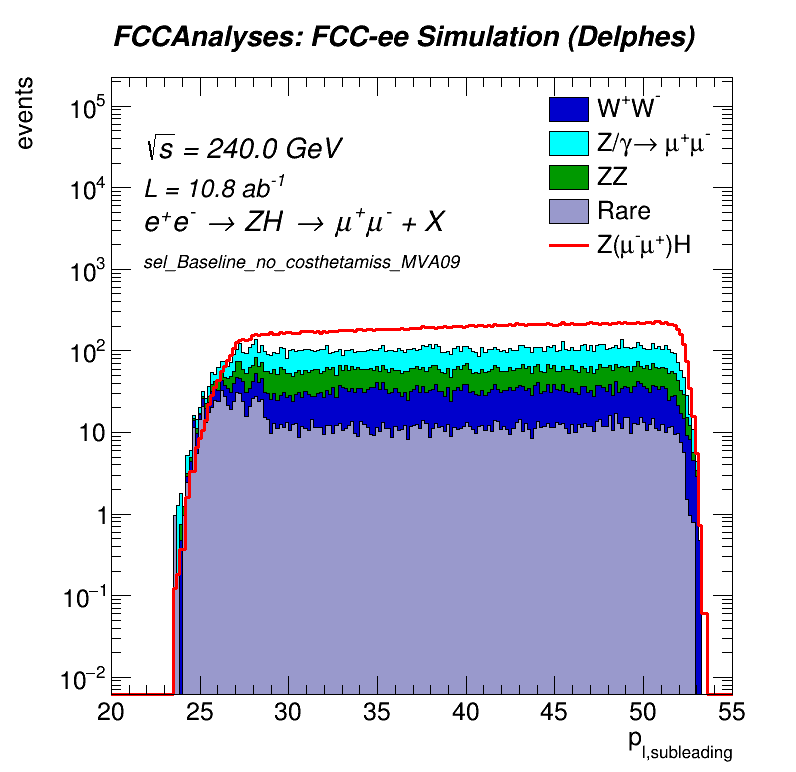 FCCAnalyses: FCC-ee Simulation (Delphes)
events
10⁵
10⁴
10³
10²
10
1
10⁻¹
10⁻²
√s = 240.0 GeV
L = 10.8 ab⁻¹
e⁺e⁻ → ZH → μ⁺μ⁻ + X
sel_Baseline_no_costhetamiss_MVA09
W⁺W⁻
Z/γ→ μ⁺μ⁻
ZZ
Rare
Z(μ⁻μ⁺)H
20 25 30 35 40 45 50 55
p_l,subleading